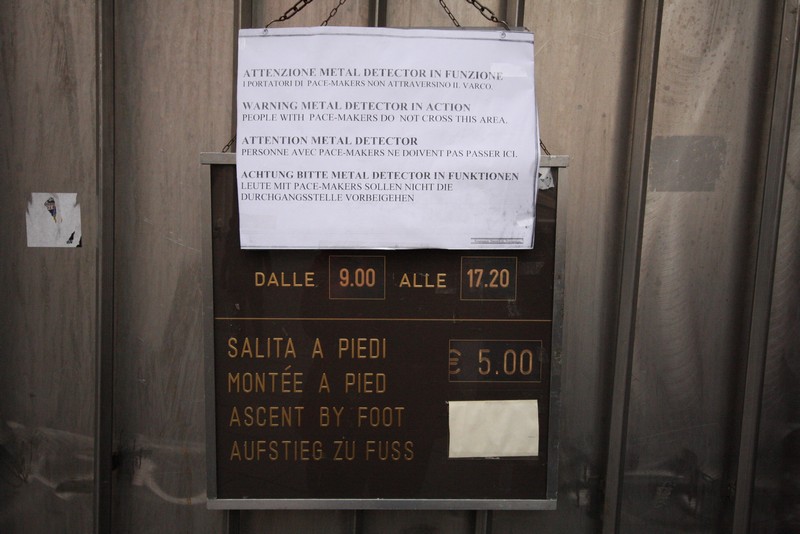 ATTENZIONE METAL DETECTOR IN FUNZIONE
I PORTATORI DI PACE-MAKERS NON ATTRAVERSINO IL VARCO.
WARNING METAL DETECTOR IN ACTION
PEOPLE WITH PACE-MAKERS DO NOT CROSS THIS AREA.
ATTENTION METAL DETECTOR
PERSONNE AVEC PACE-MAKERS NE DOIVENT PAS PASSER ICI.
ACHTUNG BITTE METAL DETECTOR IN FUNKTIONEN
LEUTE MIT PACE-MAKERS SOLLEN NICHT DIE
DURCHGANGSSTELLE VORBEIGEHEN
DALLE 9.00 ALLE 17.20
SALITA A PIEDI € 5.00
MONTÉE A PIED
ASCENT BY FOOT
AUFSTIEG ZU FUSS